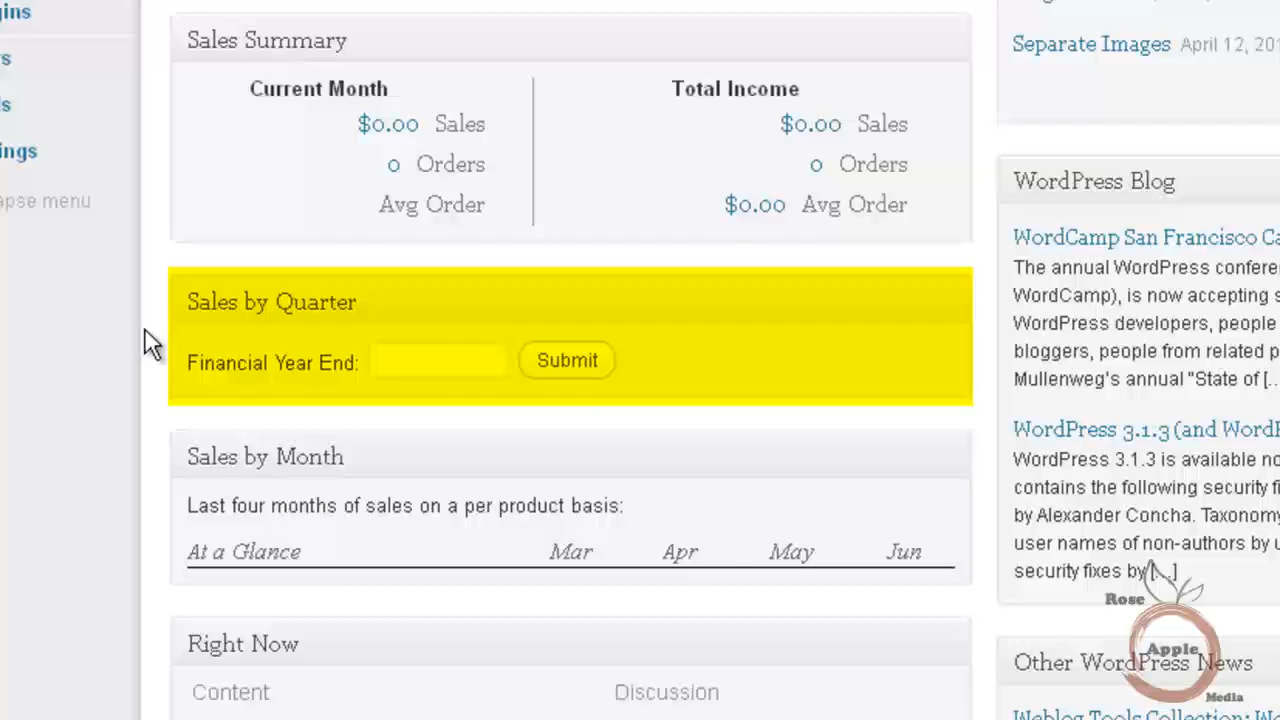 gins
s
ls
ings
apse menu
Sales Summary
Current Month
$0.00 Sales
0 Orders
Avg Order
Total Income
$0.00 Sales
0 Orders
$0.00 Avg Order
Sales by Quarter
Financial Year End:
Submit
Sales by Month
Last four months of sales on a per product basis:
At a Glance Mar Apr May Jun
Right Now
Content Discussion
Separate Images April 12, 201
WordPress Blog
WordCamp San Francisco Ca
The annual WordPress confere
WordCamp), is now accepting s
WordPress developers, people
bloggers, people from related p
Mullenweg's annual "State of [..
WordPress 3.1.3 (and WordP
WordPress 3.1.3 is available no
contains the following security fi
by Alexander Concha. Taxonomy
user names of non-authors by u
security fixes by [...]
Other WordPress News
Weblog Tools Collection: Wo
Rose
Apple
Media